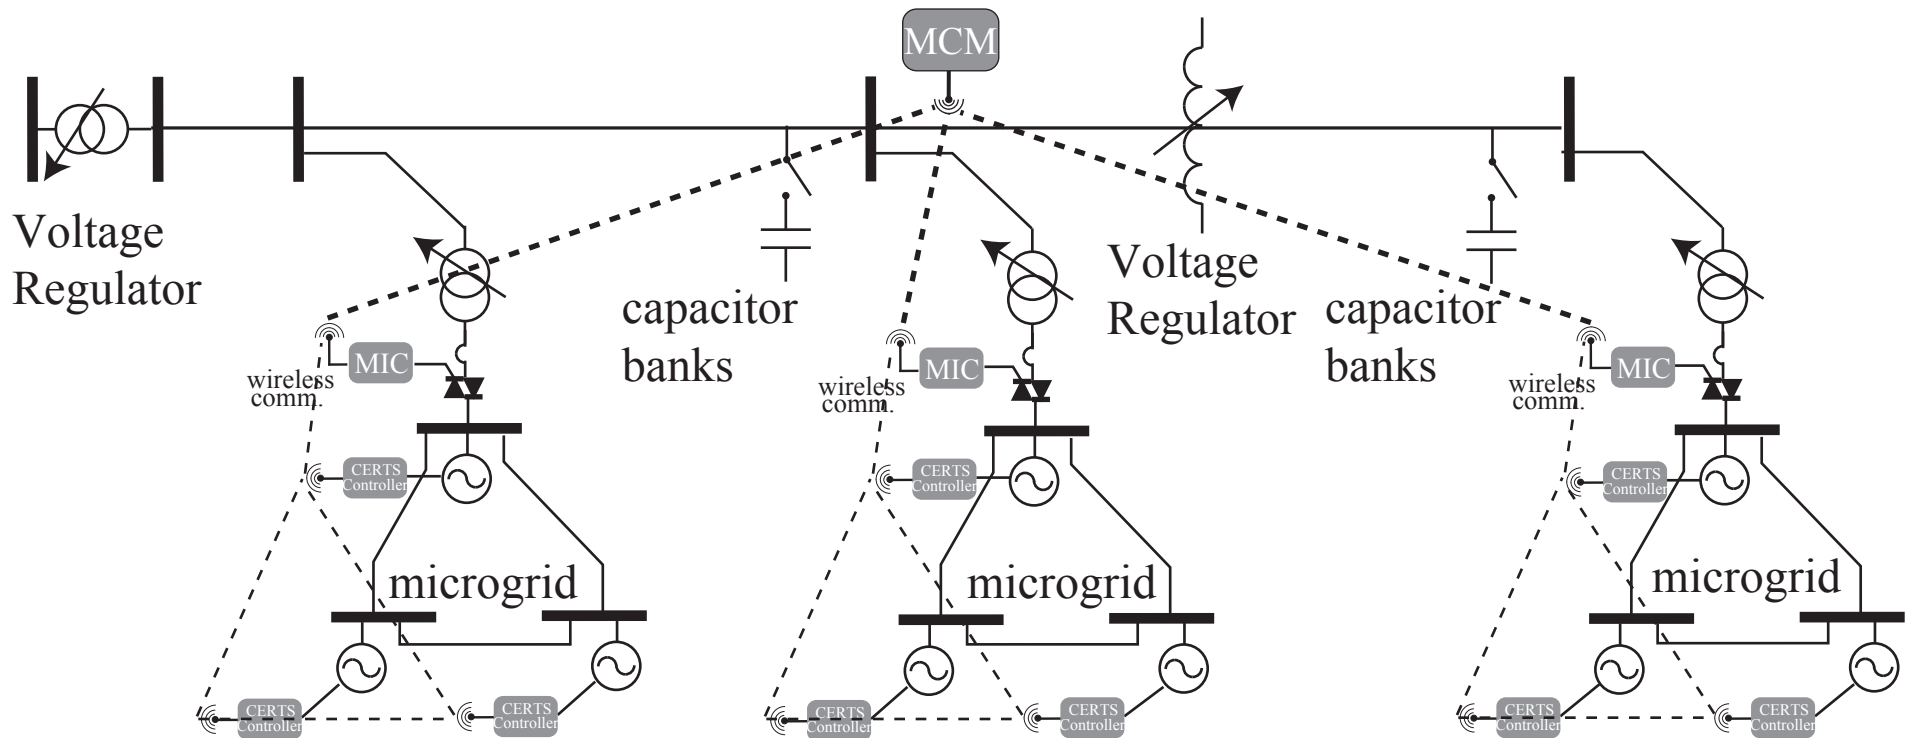 MCM
Voltage
Regulator
capacitor
banks
Voltage
Regulator
capacitor
banks
MIC
wireless
comm.
MIC
wireless
comm.
MIC
wireless
comm.
CERTS
Controller
CERTS
Controller
CERTS
Controller
microgrid
microgrid
microgrid
CERTS
Controller
CERTS
Controller
CERTS
Controller
CERTS
Controller
CERTS
Controller
CERTS
Controller